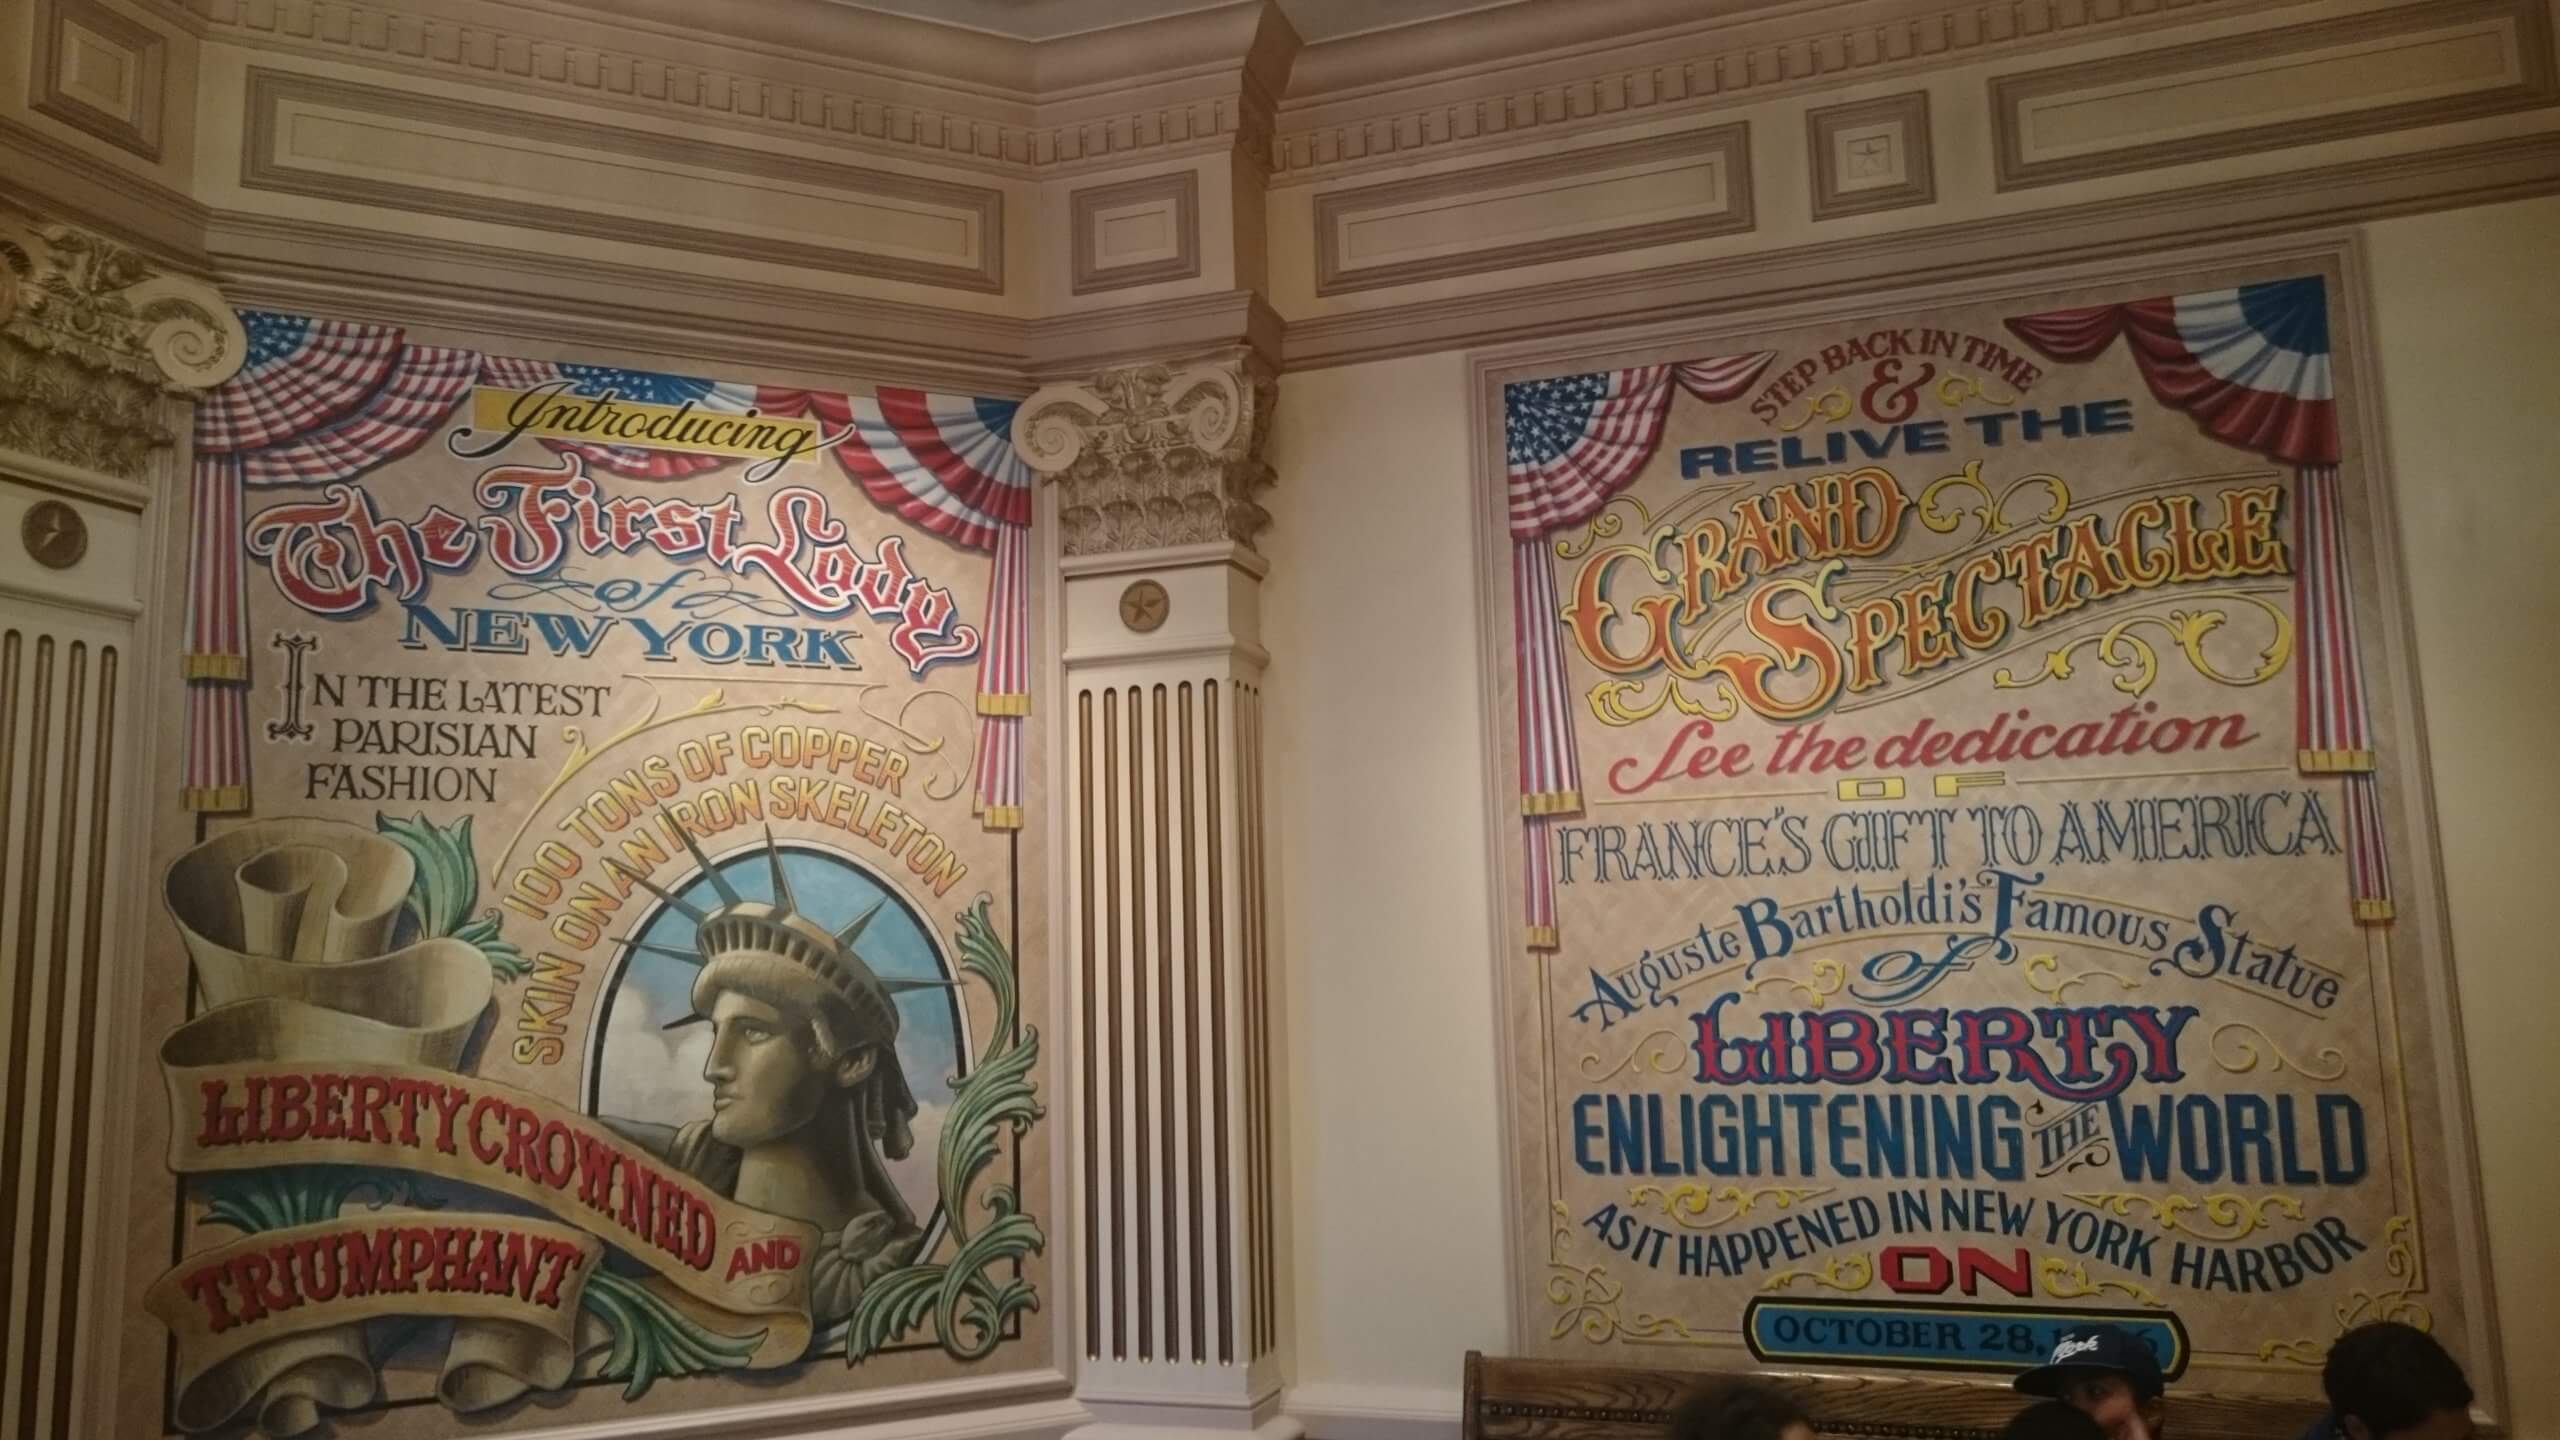 Introducing
The First Lady
of
NEW YORK
IN THE LATEST
PARISIAN
FASHION
100 TONS OF COPPER
SKIN ON AN IRON SKELETON
LIBERTY CROWNED AND
TRIUMPHANT
STEP BACK IN TIME
&
RELIVE THE
GRAND
SPECTACLE
See the dedication
OF
FRANCE'S GIFT TO AMERICA
Auguste Bartholdi's Famous Statue
of
LIBERTY
ENLIGHTENING THE WORLD
AS IT HAPPENED IN NEW YORK HARBOR
ON
OCTOBER 28,